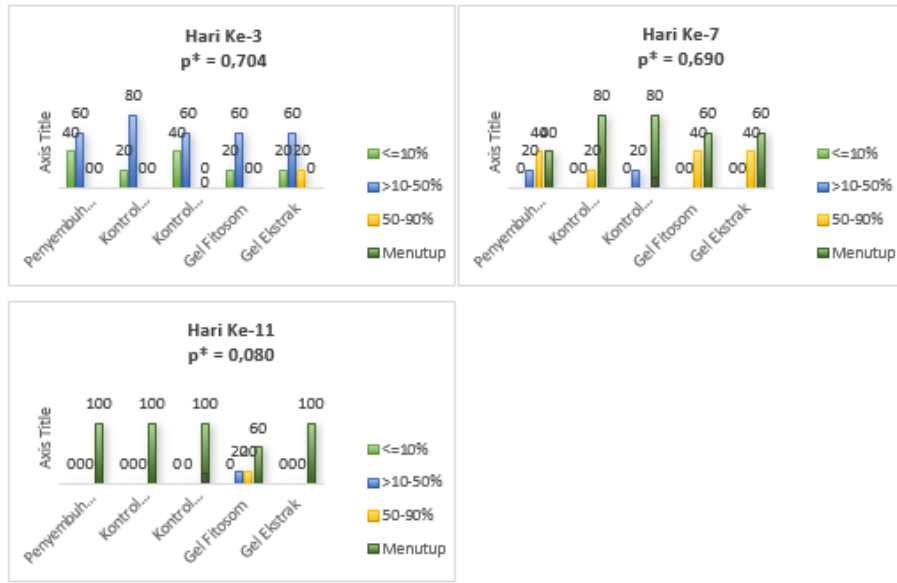 Hari Ke-3
p* = 0,704
Axis Title
40 60 00
20 80 00
40 60 0 0
20 60 00
20 60 20 0
Penyembuh...
Kontrol...
Kontrol...
Gel Fitosom
Gel Ekstrak
<=10%
>10-50%
50-90%
Menutup
Hari Ke-7
p* = 0,690
Axis Title
0 20 40 40
00 20 80
0 20 80
00 40 60
00 40 60
Penyembuh...
Kontrol...
Kontrol...
Gel Fitosom
Gel Ekstrak
<=10%
>10-50%
50-90%
Menutup
Hari Ke-11
p* = 0,080
Axis Title
000 100
000 100
0 0 100
0 20 20 60
000 100
Penyembuh...
Kontrol...
Kontrol...
Gel Fitosom
Gel Ekstrak
<=10%
>10-50%
50-90%
Menutup